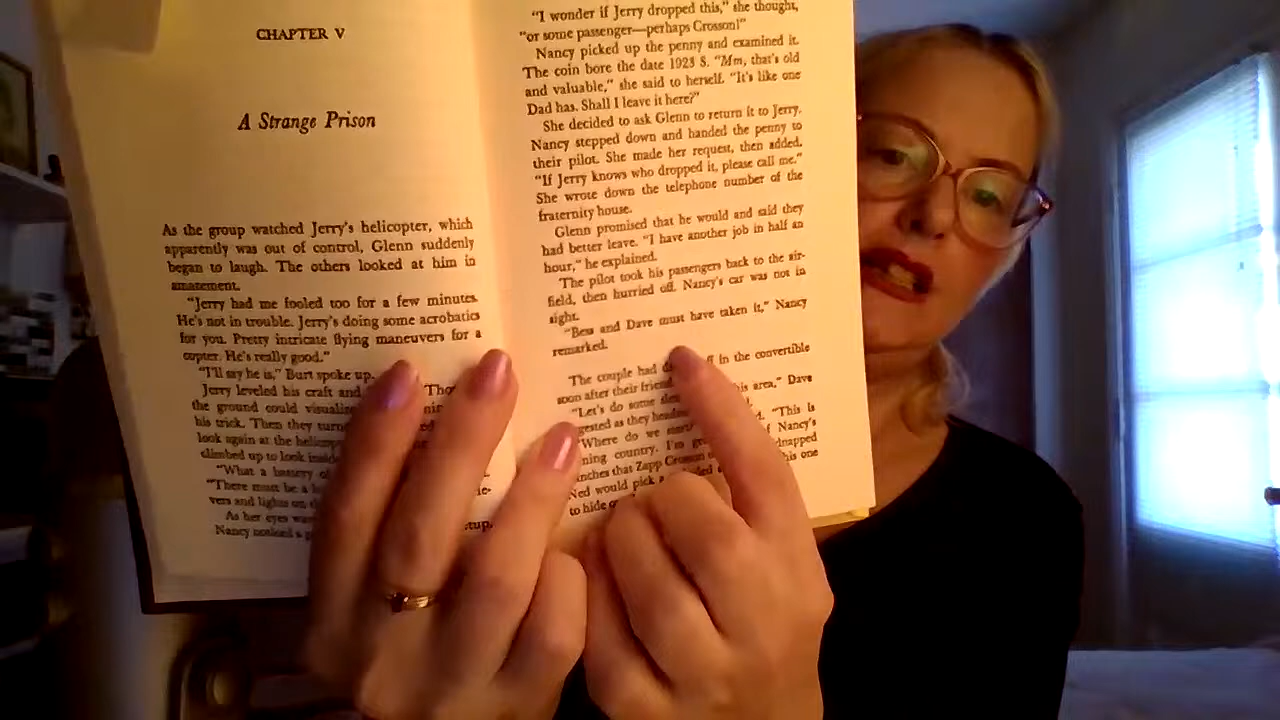 CHAPTER V
A Strange Prison
As the group watched Jerry's helicopter, which
apparently was out of control, Glenn suddenly
began to laugh. The others looked at him in
amazement.
"Jerry had me fooled too for a few minutes.
He's not in trouble. Jerry's doing some acrobatics
for you. Pretty intricate flying maneuvers for a
copter. He's really good."
"I'll say he is," Burt spoke up.
Jerry leveled his craft and
the ground could
his trick. Then they
look again at the
climbed up to look
"What a battery
"There must be a
vers and lights on
As her eyes
Nancy noticed a
"I wonder if Jerry dropped this," she thought,
"or some passenger—perhaps Crosson!"
Nancy picked up the penny and examined it.
The coin bore the date 1923 S. "Mm, that's old
and valuable," she said to herself. "It's like one
Dad has. Shall I leave it here?"
She decided to ask Glenn to return it to Jerry.
Nancy stepped down and handed the penny to
their pilot. She made her request, then added,
"If Jerry knows who dropped it, please call me."
She wrote down the telephone number of the
fraternity house.
Glenn promised that he would and said they
had better leave. "I have another job in half an
hour," he explained.
The pilot took his passengers back to the air-
field, then hurried off. Nancy's car was not in
sight.
"Bess and Dave must have taken it," Nancy
remarked.
The couple had in the convertible
soon after their area," Dave
"Let's do some
gested as they
"Where do we "This is
ning country. Nancy's
that Zapp Crosson
Ned would pick a this one
to hide